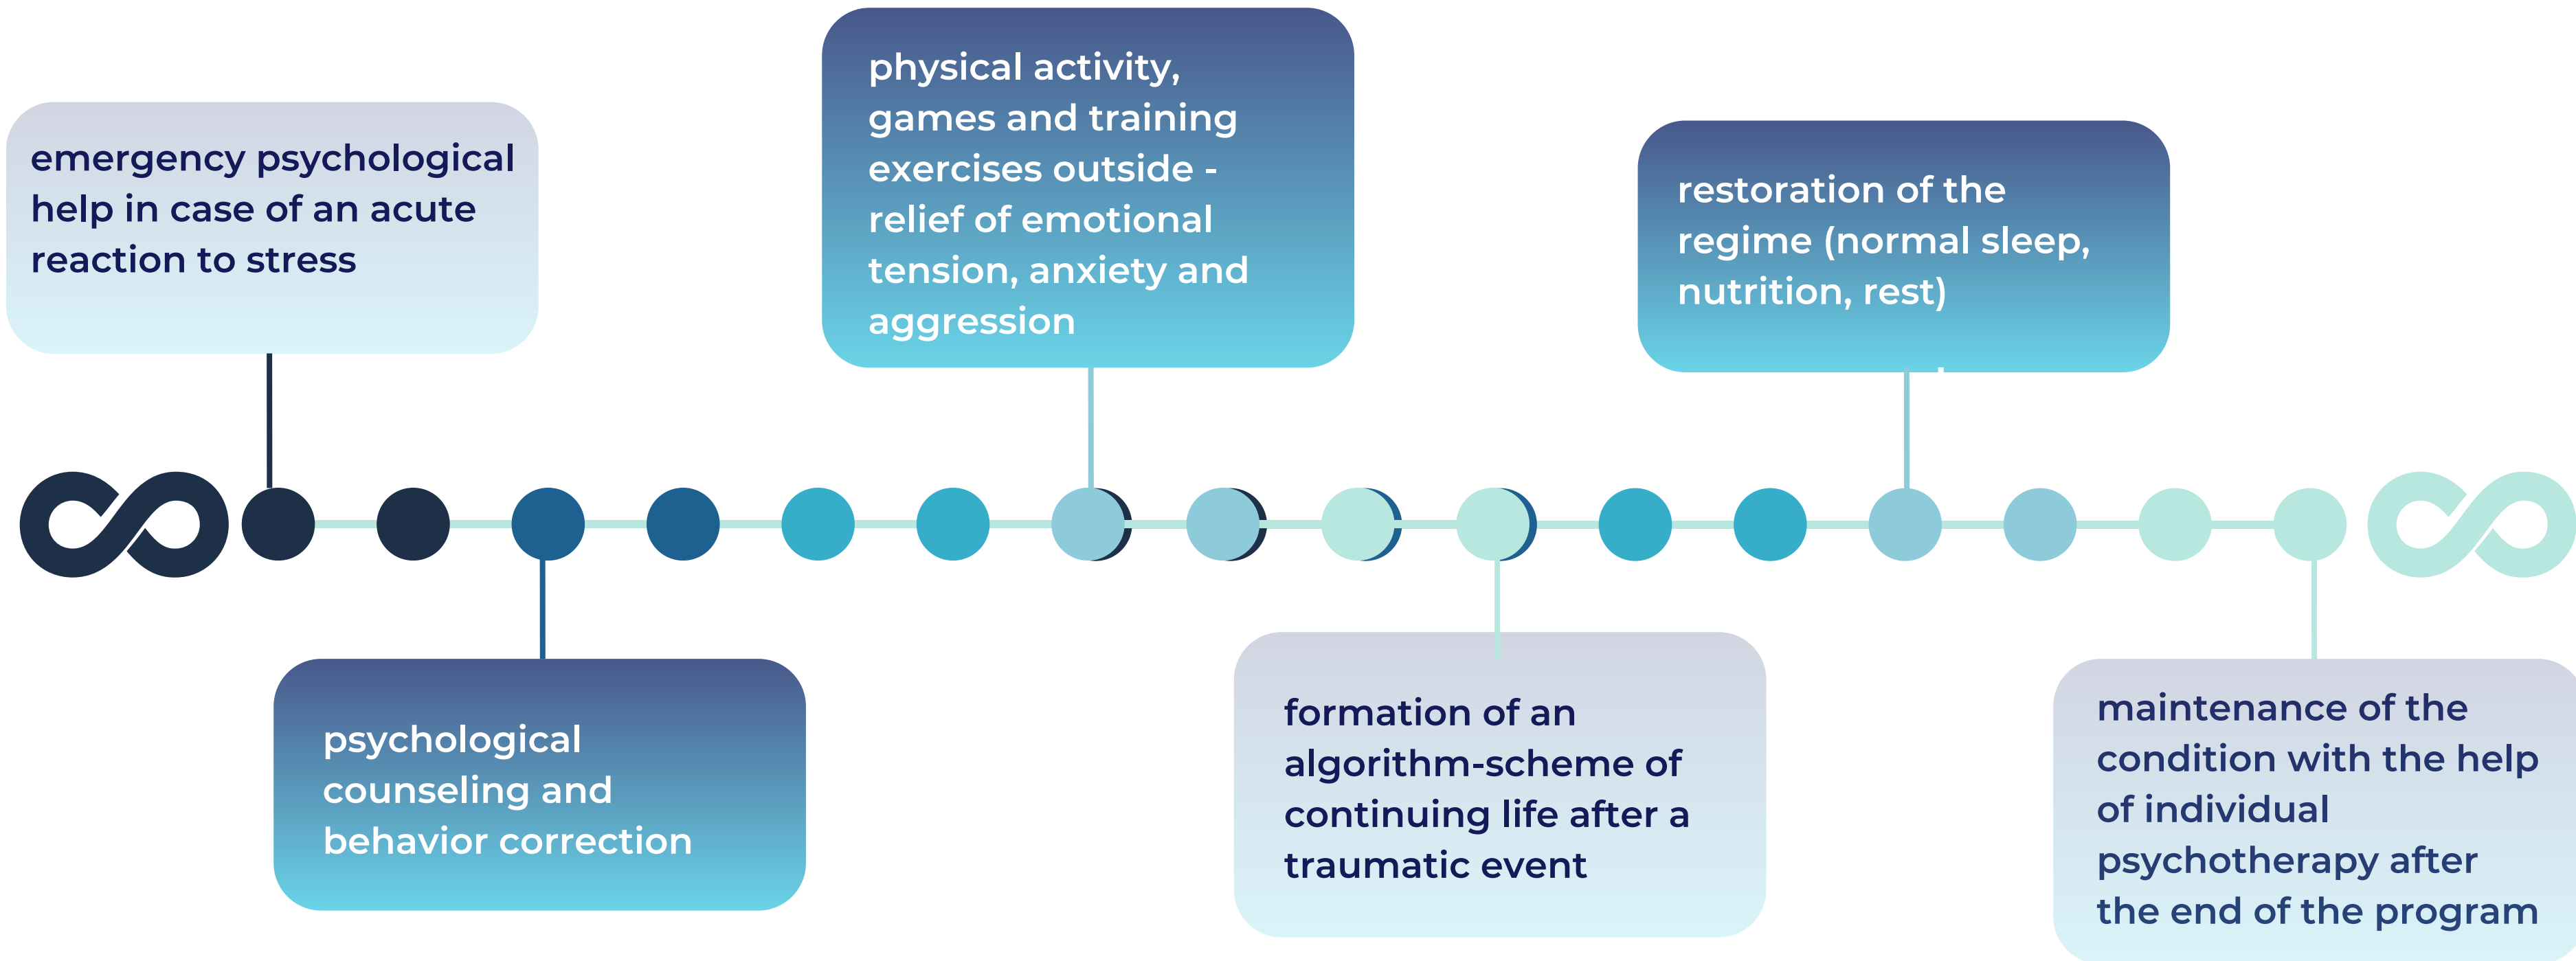 emergency psychological
help in case of an acute
reaction to stress
psychological
counseling and
behavior correction
physical activity,
games and training
exercises outside -
relief of emotional
tension, anxiety and
aggression
formation of an
algorithm-scheme of
continuing life after a
traumatic event
restoration of the
regime (normal sleep,
nutrition, rest)
maintenance of the
condition with the help
of individual
psychotherapy after
the end of the program